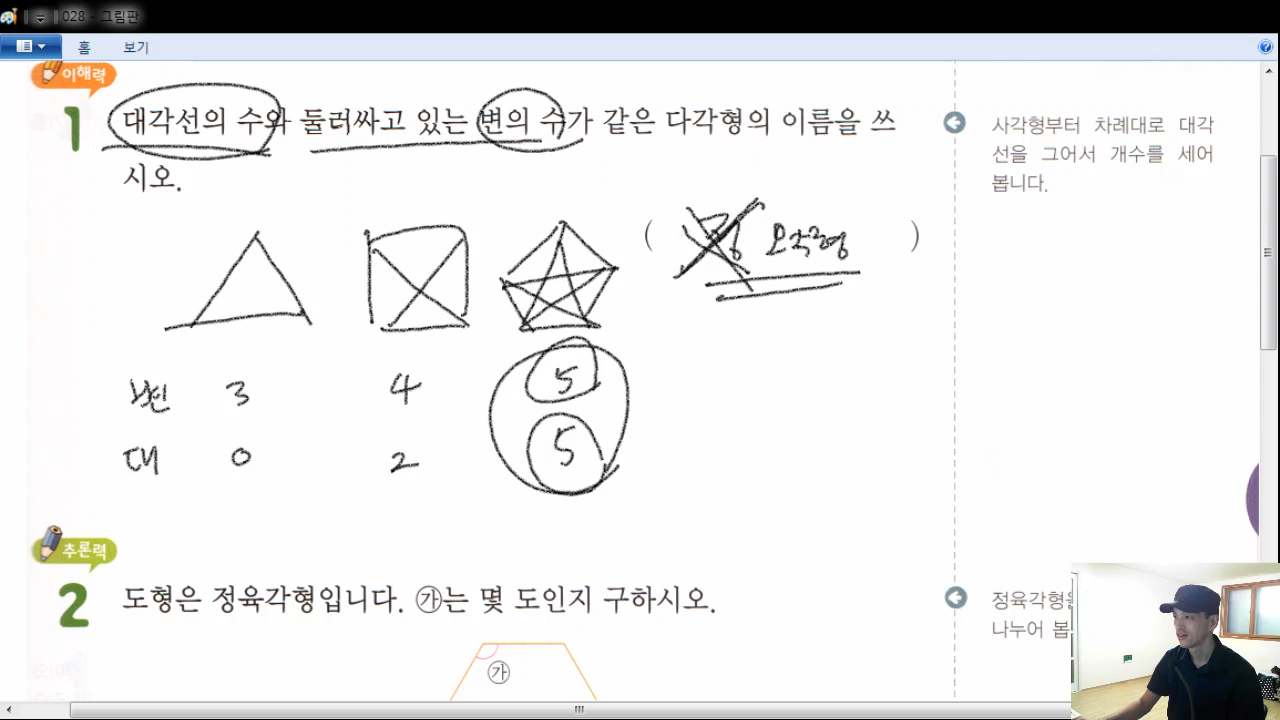 028 - 그림판
홈 보기
이해력
1 대각선의 수와 둘러싸고 있는 변의 수가 같은 다각형의 이름을 쓰
시오.
사각형부터 차례대로 대각
선을 그어서 개수를 세어
봅니다.
( 오각형 )
변 3 4 5
대 0 2 5
추론력
2 도형은 정육각형입니다. ㉮는 몇 도인지 구하시오.
정육각형을
나누어 봅
㉮